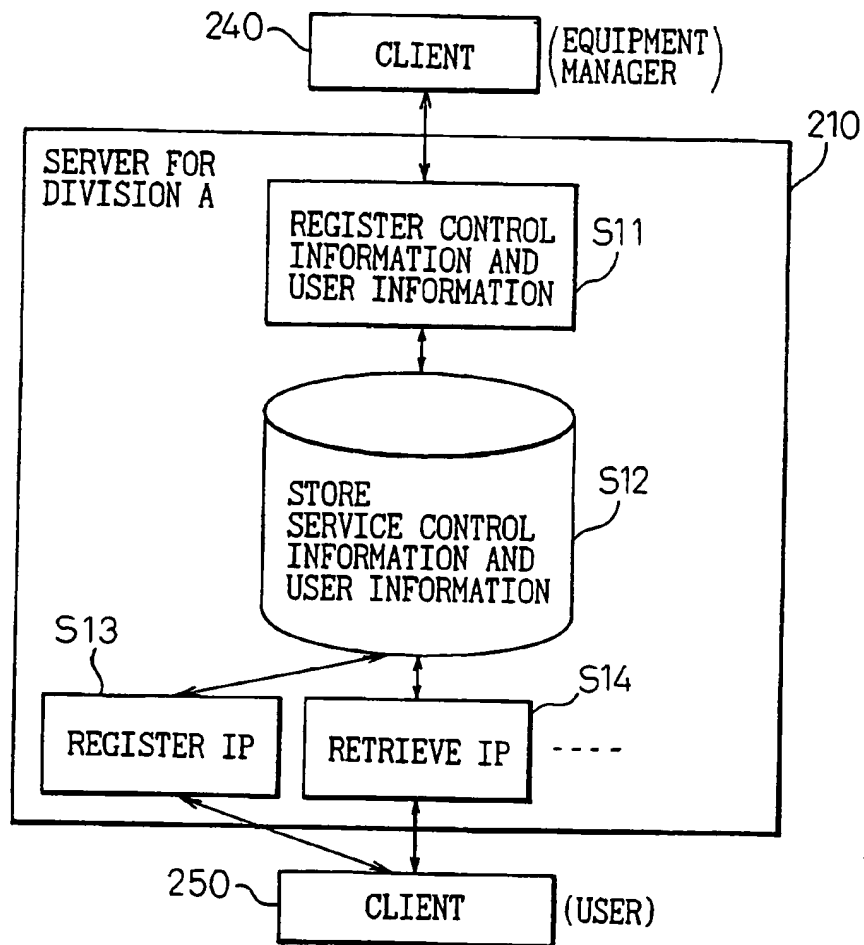 240
CLIENT
(EQUIPMENT
MANAGER)
210
SERVER FOR
DIVISION A
REGISTER CONTROL
INFORMATION AND
USER INFORMATION
S11
STORE
SERVICE CONTROL
INFORMATION AND
USER INFORMATION
S12
S13
REGISTER IP
S14
RETRIEVE IP
----
250
CLIENT
(USER)